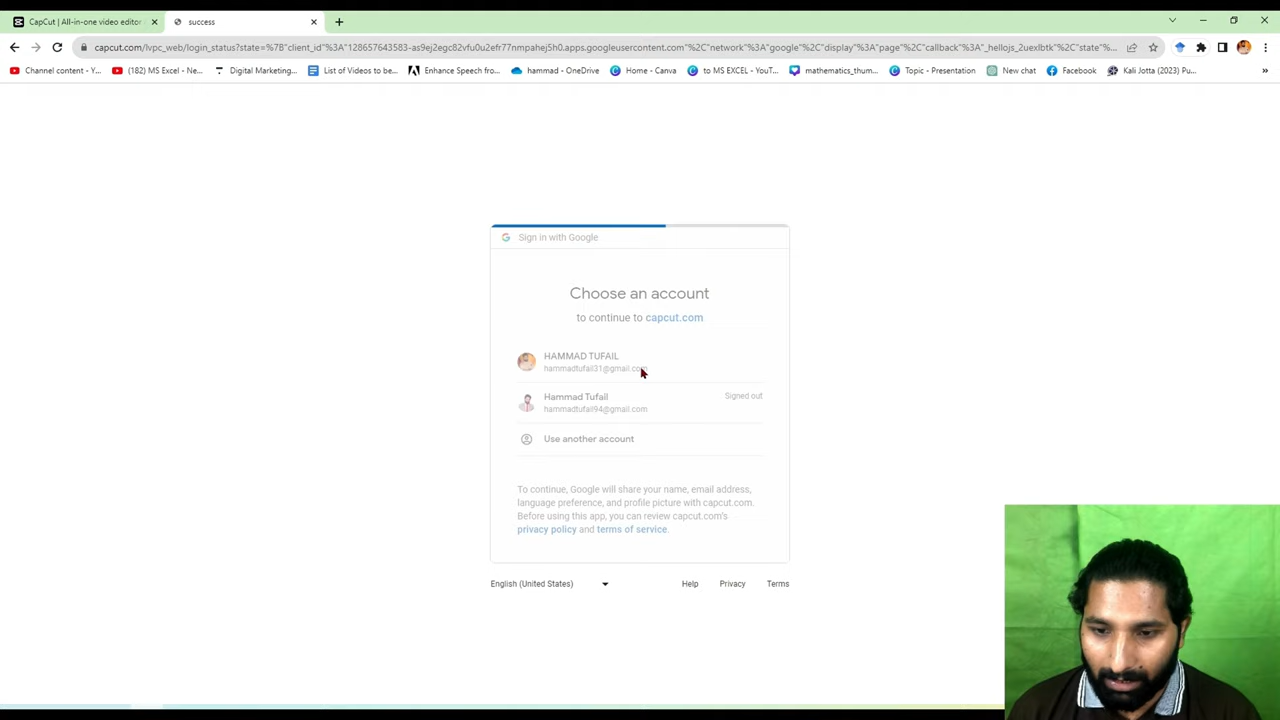 CapCut | All-in-one video editor
success
capcut.com/lvpc_web/login_status?state=%7B"client_id"%3A"128657643583-as9ej2egc82vfu0u2efr77nmpahej5h0.apps.googleusercontent.com"%2C"network"%3A"google"%2C"display"%3A"page"%2C"callback"%3A"_hellojs_2uexlbtk"%2C"state"%...
Channel content - Y...
(182) MS Excel - Ne...
Digital Marketing...
List of Videos to be...
Enhance Speech fro...
hammad - OneDrive
Home - Canva
to MS EXCEL - YouT...
mathematics_thum...
Topic - Presentation
New chat
Facebook
Kali Jotta (2023) Pu...
Sign in with Google
Choose an account
to continue to capcut.com
HAMMAD TUFAIL
hammadtufail31@gmail.com
Hammad Tufail
Signed out
hammadtufail94@gmail.com
Use another account
To continue, Google will share your name, email address,
language preference, and profile picture with capcut.com.
Before using this app, you can review capcut.com's
privacy policy and terms of service.
English (United States)
Help
Privacy
Terms